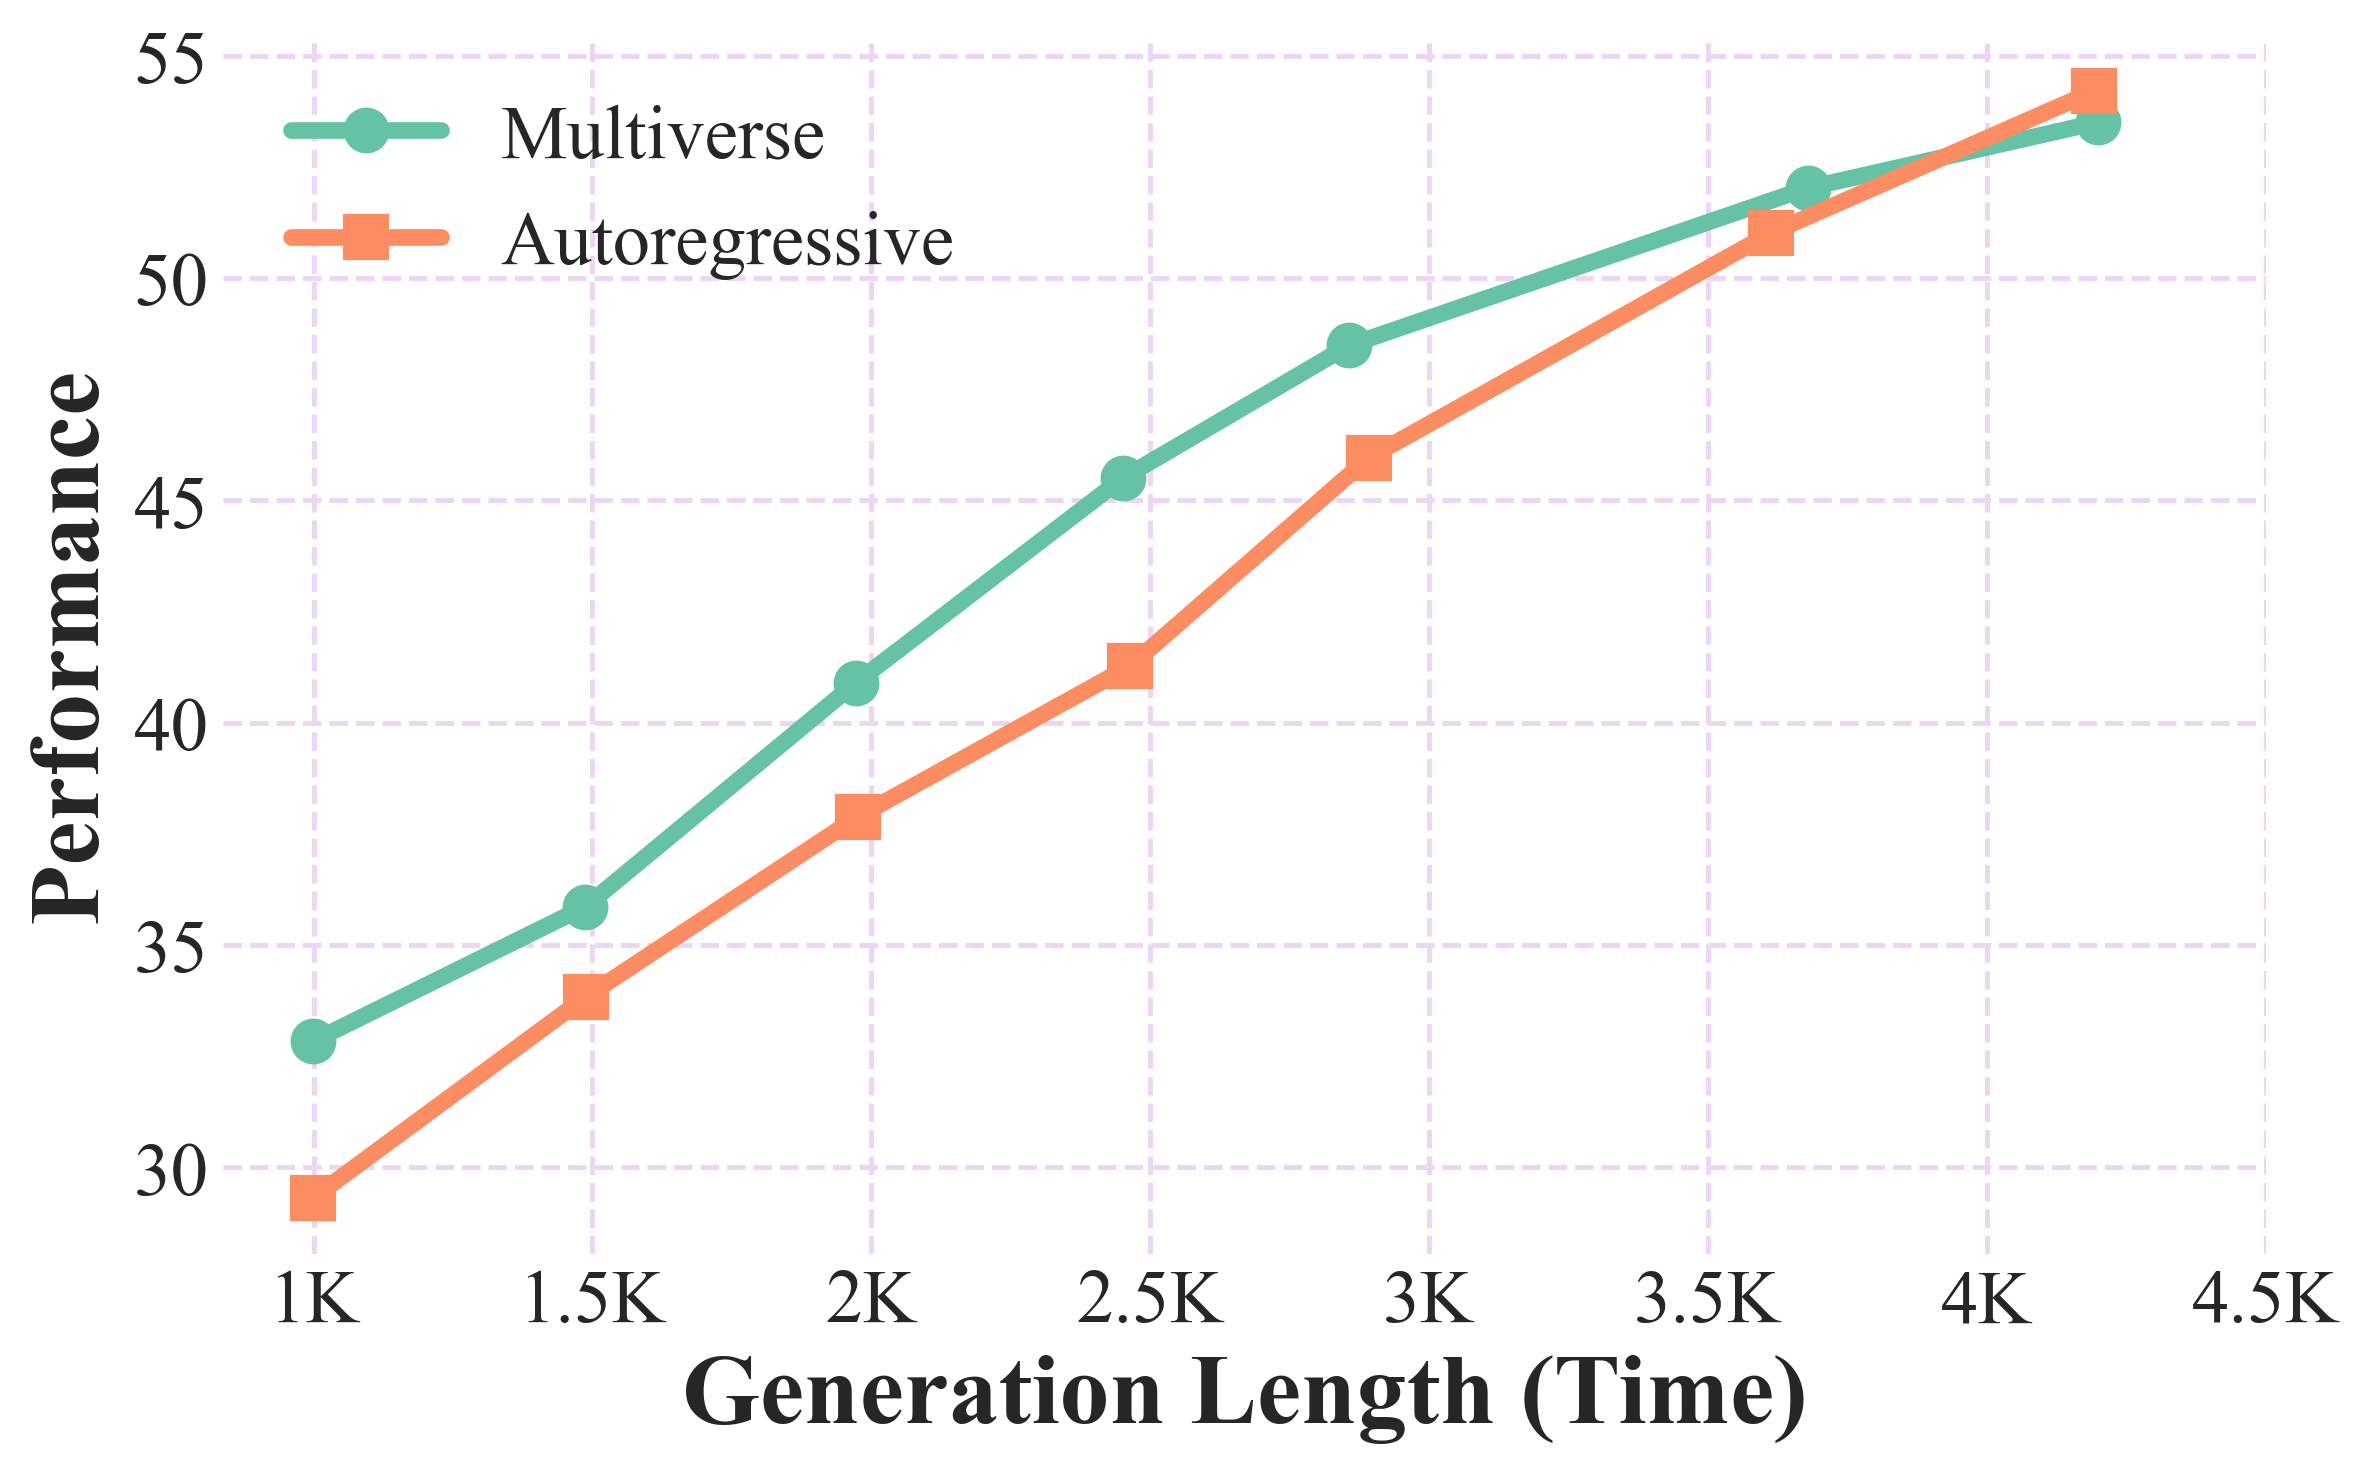 55
50
45
40
35
30
Performance
Multiverse
Autoregressive
1K 1.5K 2K 2.5K 3K 3.5K 4K 4.5K
Generation Length (Time)